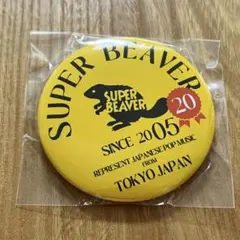 SUPER BEAVER
SUPER
BEAVER
20
SINCE 2005
REPRESENT JAPANESE POP MUSIC
FROM
TOKYO JAPAN